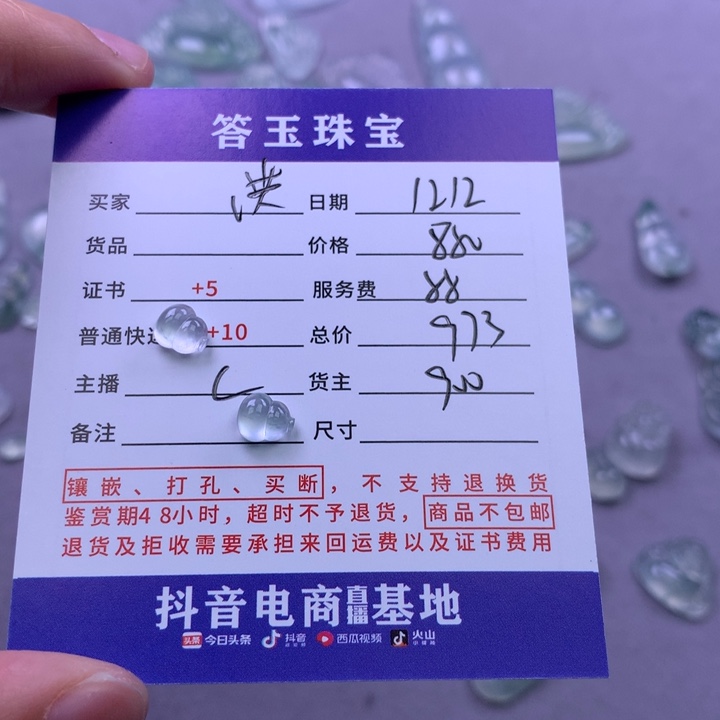 答玉珠宝
买家 洪 日期 1212
货品 价格 880
证书 +5 服务费 88
普通快 +10 总价 973
主播 L 货主 900
备注 尺寸
镶嵌、打孔、买断，不支持退换货
鉴赏期48小时，超时不予退货，商品不包邮
退货及拒收需要承担来回运费以及证书费用
抖音电商直播基地
头条 今日头条 抖音 西瓜视频 火山